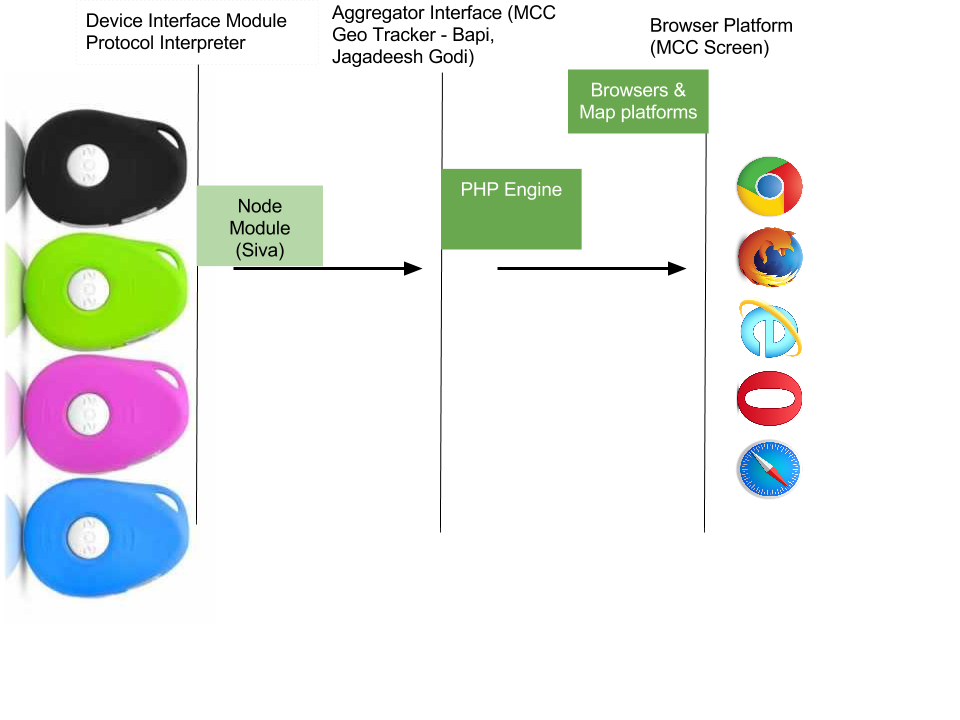 Device Interface Module
Protocol Interpreter
Aggregator Interface (MCC
Geo Tracker - Bapi,
Jagadeesh Godi)
Browser Platform
(MCC Screen)
Browsers &
Map platforms
PHP Engine
Node
Module
(Siva)
SOS
SOS
SOS
SOS